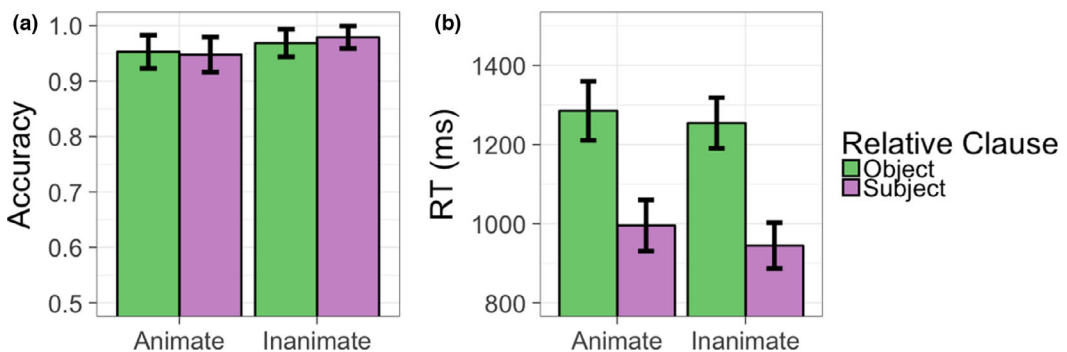 (a)
Accuracy
1.0
0.9
0.8
0.7
0.6
0.5
Animate
Inanimate
(b)
RT (ms)
1400
1200
1000
800
Animate
Inanimate
Relative Clause
Object
Subject